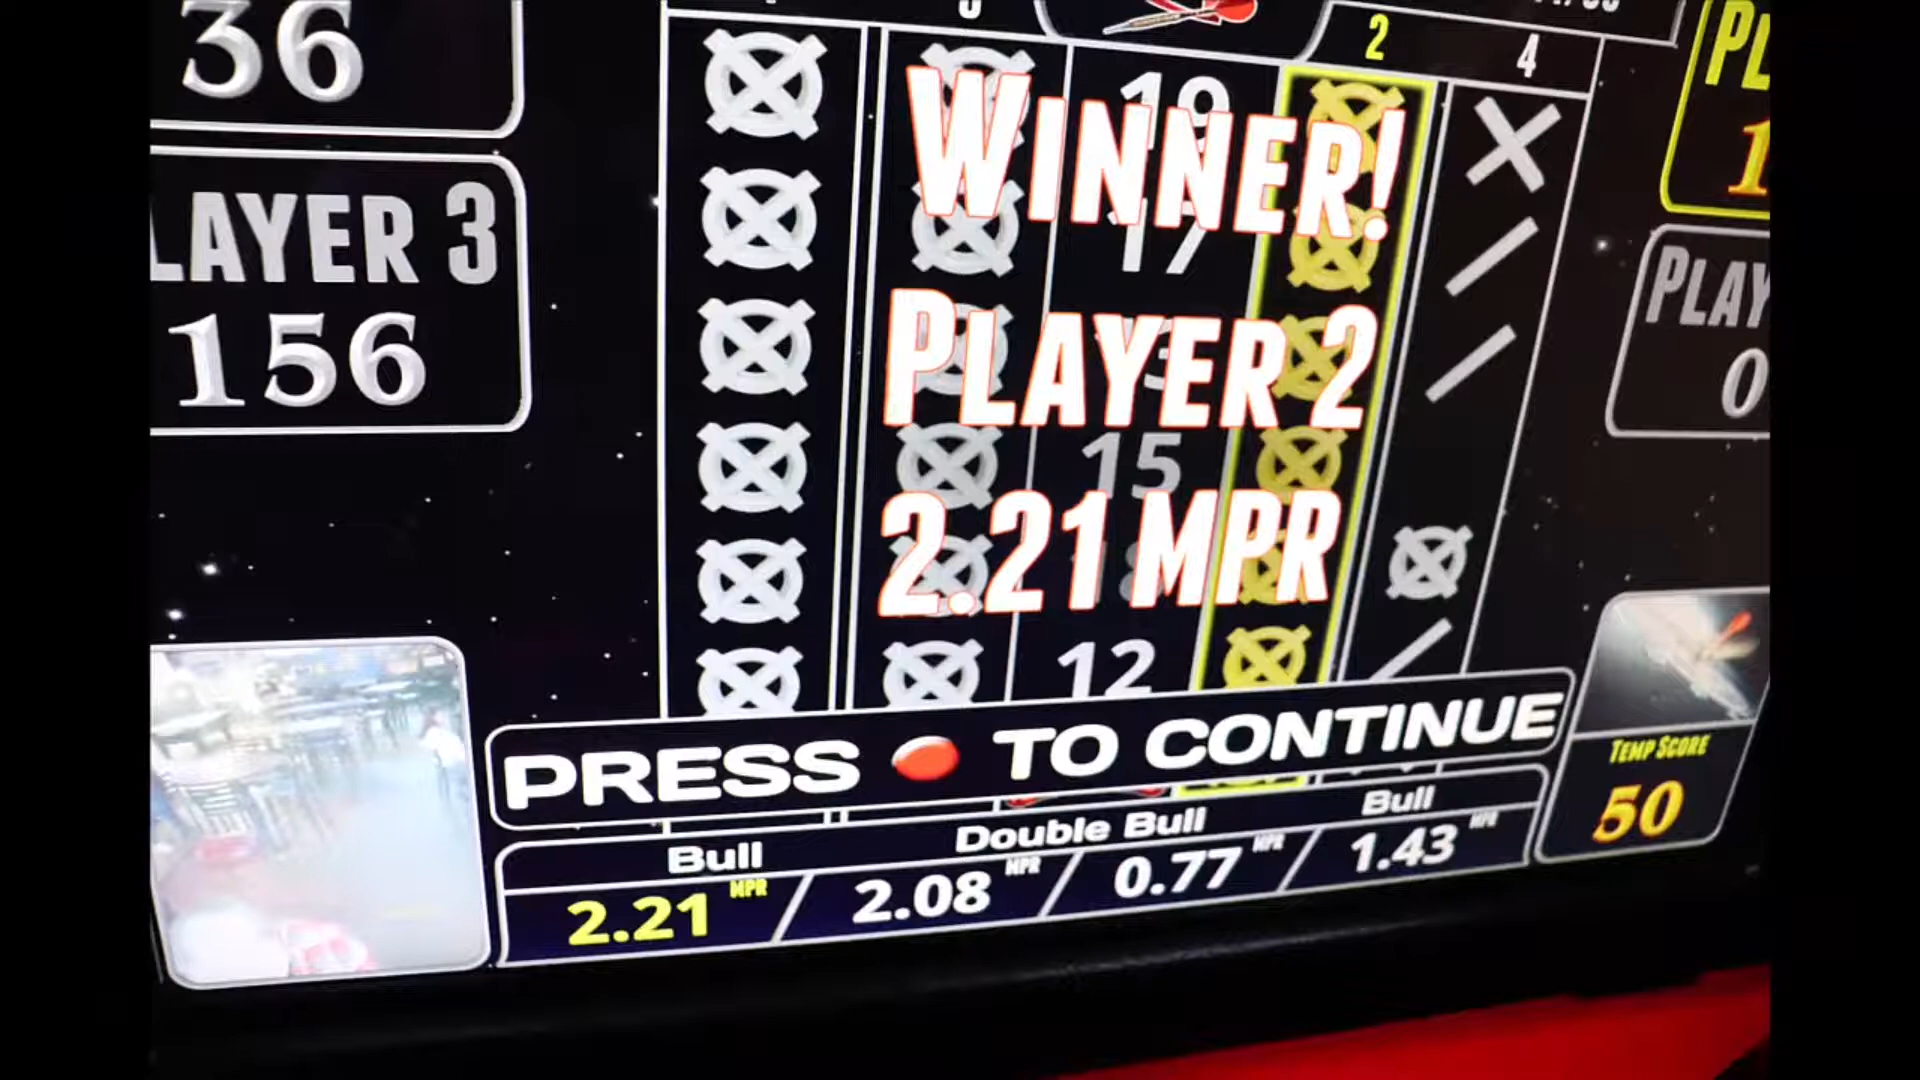 36
2
4
19
WINNER!
17
LAYER 3
156
PLAYER 2
PLAY
0
15
2.21 MPR
12
PRESS TO CONTINUE
TEMP SCORE
50
Bull
Double Bull
Bull
2.21 MPR
2.08 MPR
0.77 MPR
1.43 MPR